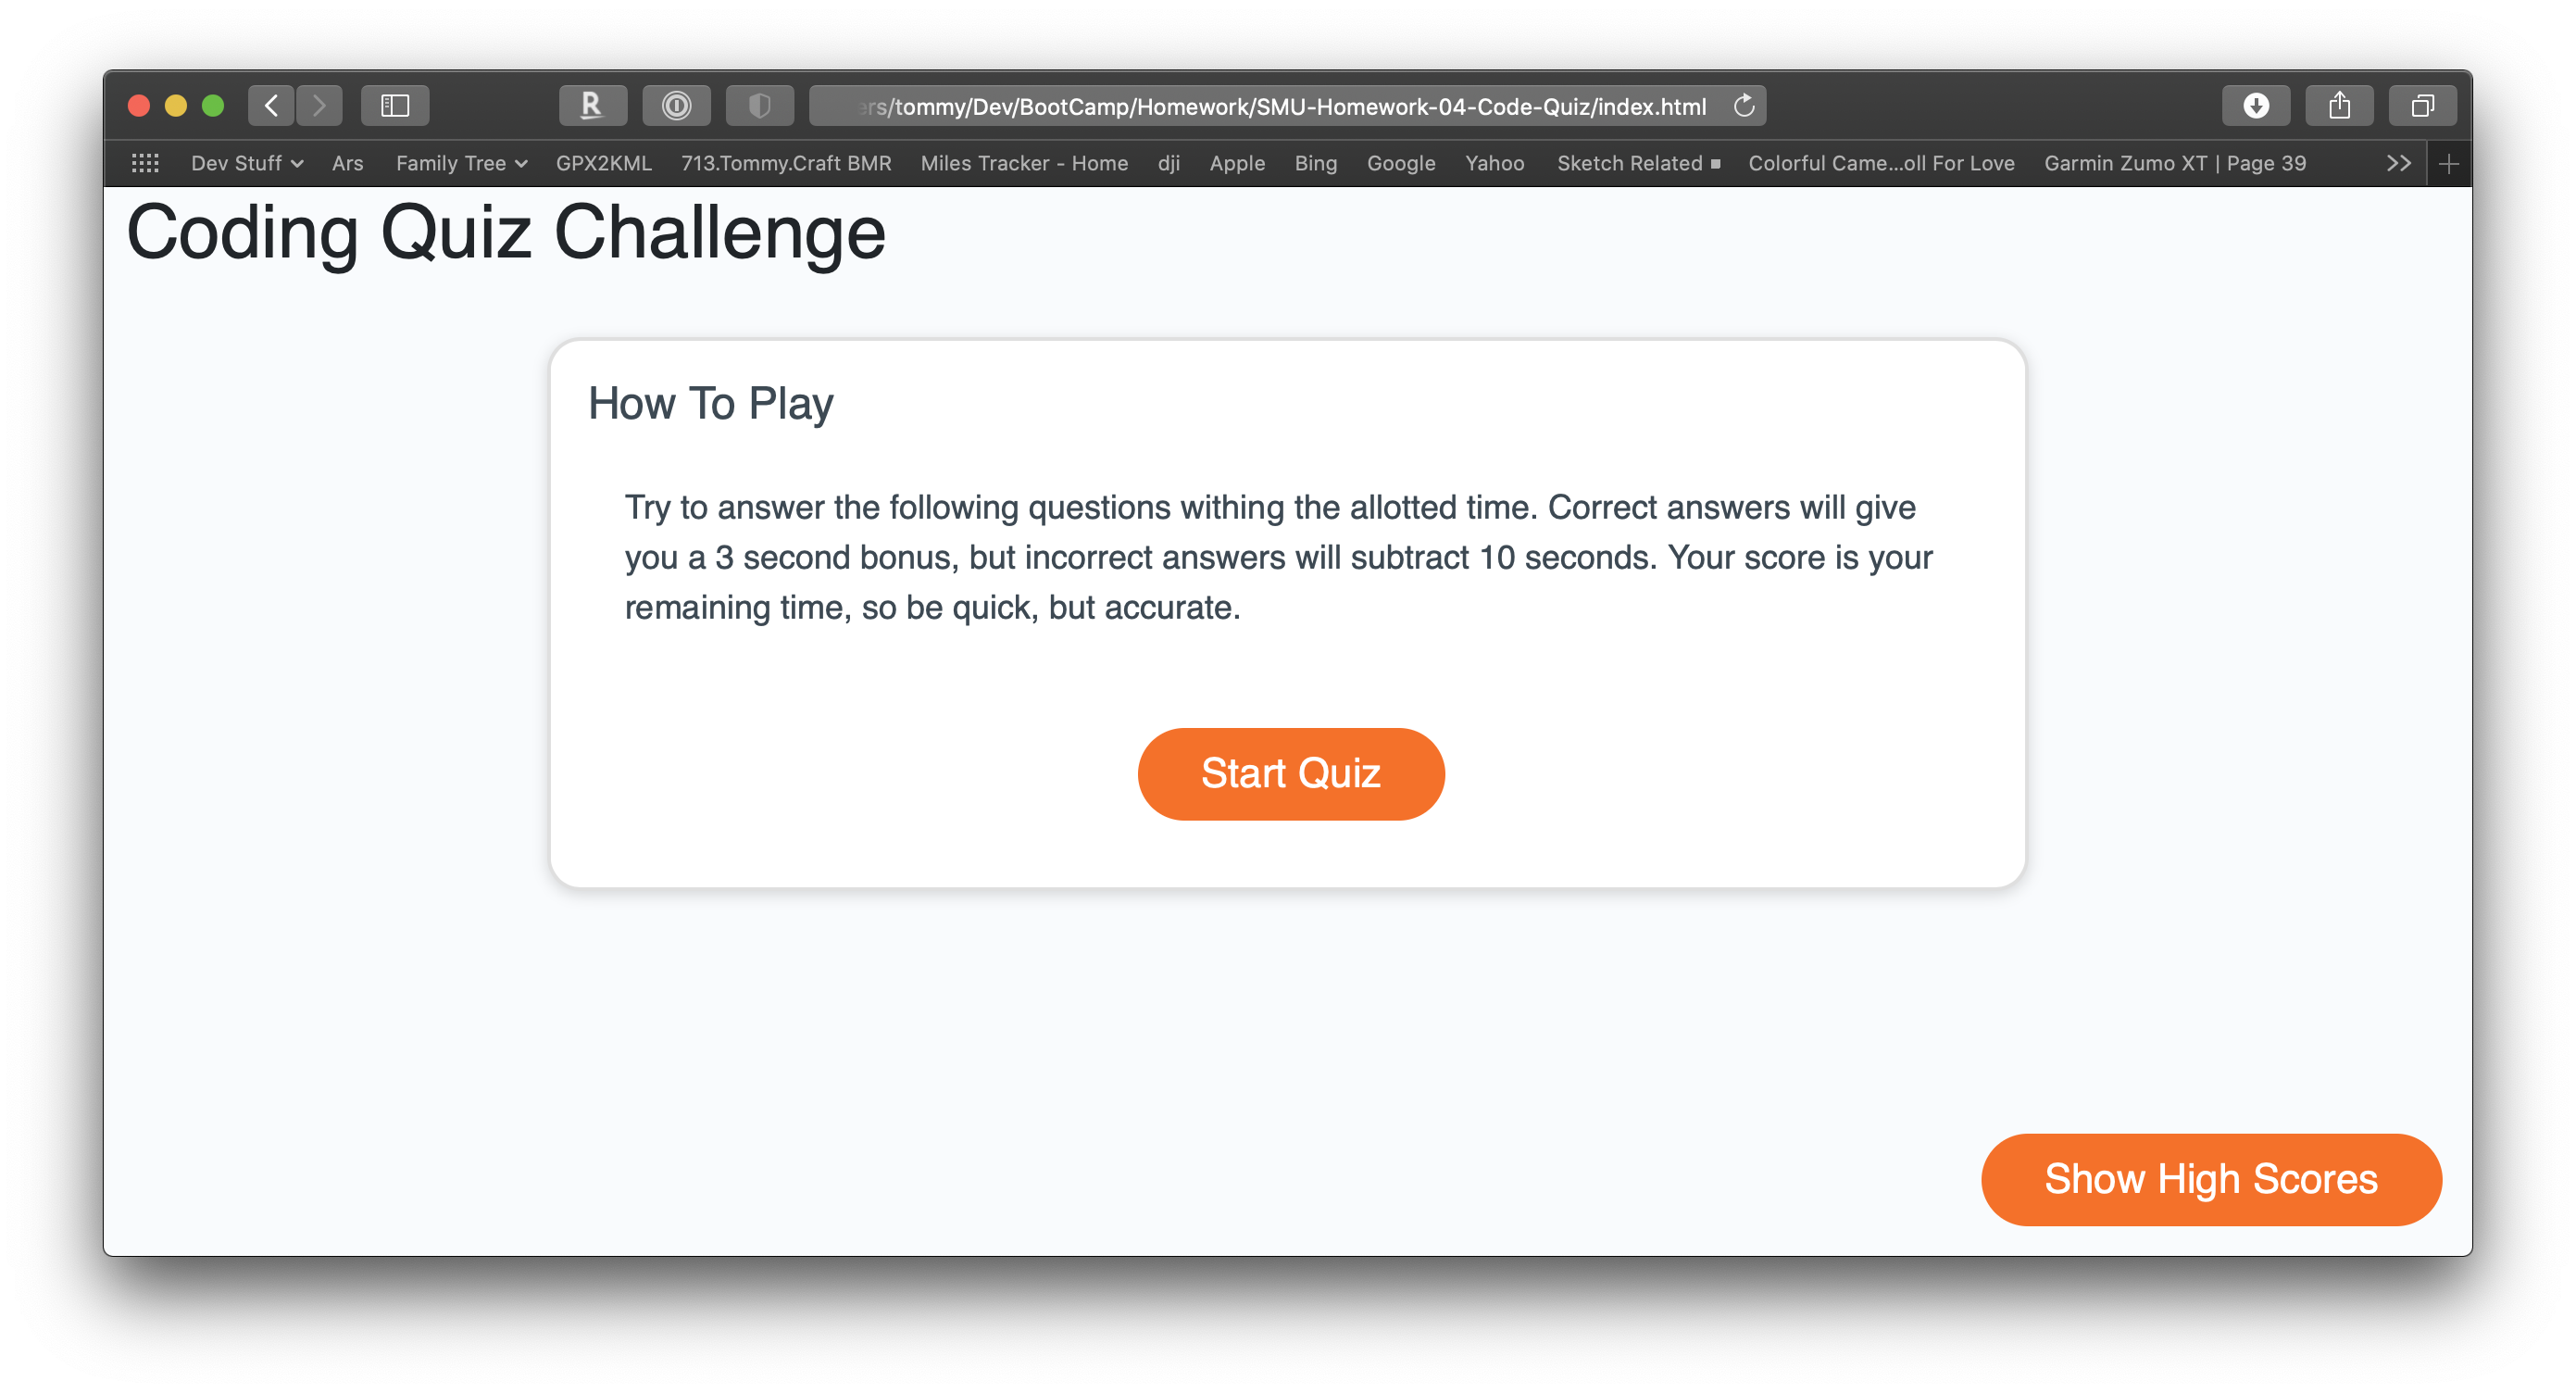 ers/tommy/Dev/BootCamp/Homework/SMU-Homework-04-Code-Quiz/index.html
Dev Stuff Ars Family Tree GPX2KML 713.Tommy.Craft BMR Miles Tracker - Home dji Apple Bing Google Yahoo Sketch Related Colorful Came...oll For Love Garmin Zumo XT | Page 39
Coding Quiz Challenge
How To Play
Try to answer the following questions withing the allotted time. Correct answers will give
you a 3 second bonus, but incorrect answers will subtract 10 seconds. Your score is your
remaining time, so be quick, but accurate.
Start Quiz
Show High Scores